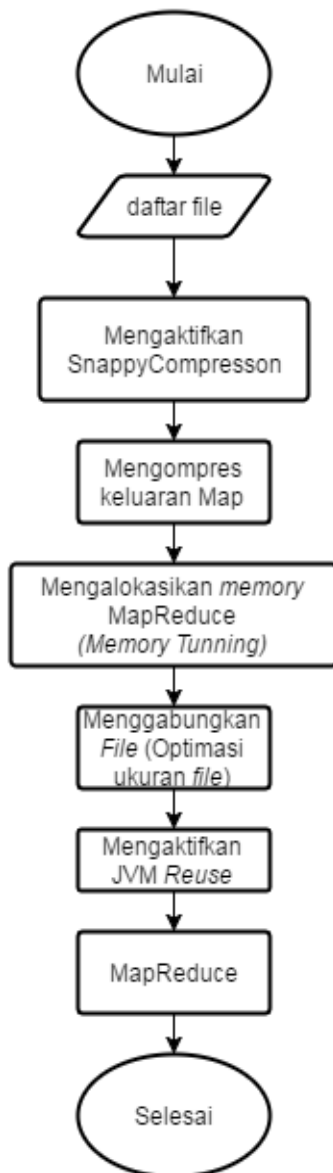 Mulai
daftar file
Mengaktifkan
SnappyCompresson
Mengompres
keluaran Map
Mengalokasikan memory
MapReduce
(Memory Tunning)
Menggabungkan
File (Optimasi
ukuran file)
Mengaktifkan
JVM Reuse
MapReduce
Selesai